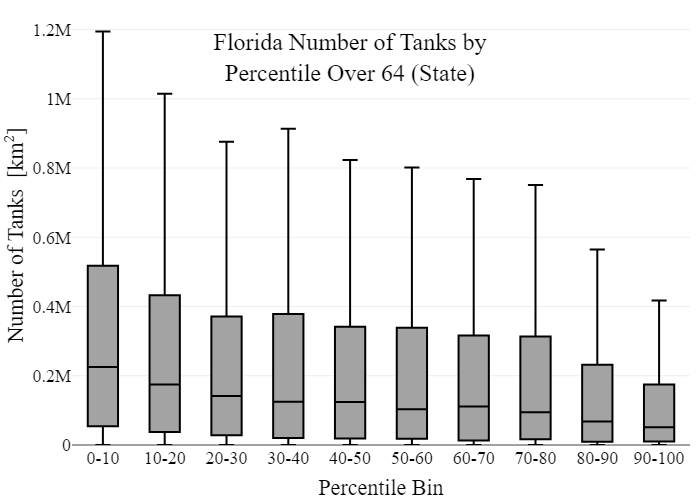 Florida Number of Tanks by
Percentile Over 64 (State)
Number of Tanks [km²]
1.2M
1M
0.8M
0.6M
0.4M
0.2M
0
0-10 10-20 20-30 30-40 40-50 50-60 60-70 70-80 80-90 90-100
Percentile Bin